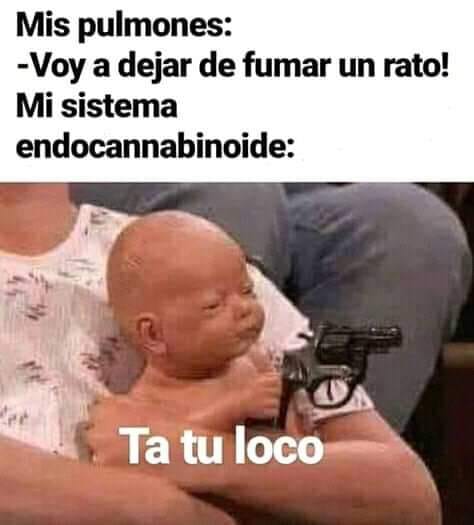 Mis pulmones:
-Voy a dejar de fumar un rato!
Mi sistema
endocannabinoide:
Ta tu loco